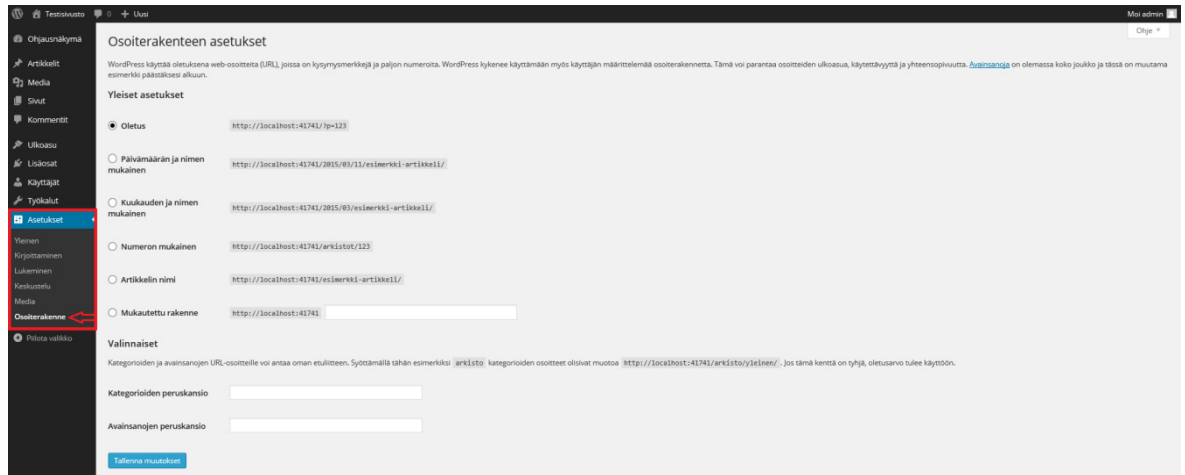 Testisivusto 0 + Uusi Moi admin
Ohje
Ohjausnäkymä
Artikkelit
Media
Sivut
Kommentit
Ulkoasu
Lisäosat
Käyttäjät
Työkalut
Asetukset
Yleinen
Kirjoittaminen
Lukeminen
Keskustelu
Media
Osoiterakenne
Piilota valikko
Osoiterakenteen asetukset
WordPress käyttää oletuksena web-osoitteita (URL), joissa on kysymysmerkkejä ja paljon numeroita. WordPress kykenee käyttämään myös käyttäjän määrittelemää osoiterakennetta. Tämä voi parantaa osoitteiden ulkoasua, käytettävyyttä ja yhteensopivuutta. Avainsanoja on olemassa koko joukko ja tässä on muutama
esimerkki päästäksesi alkuun.
Yleiset asetukset
Oletus http://localhost:41741/?p=123
Päivämäärän ja nimen
mukainen http://localhost:41741/2015/03/11/esimerkki-artikkeli/
Kuukauden ja nimen
mukainen http://localhost:41741/2015/03/esimerkki-artikkeli/
Numeron mukainen http://localhost:41741/arkistot/123
Artikkelin nimi http://localhost:41741/esimerkki-artikkeli/
Mukautettu rakenne http://localhost:41741
Valinnaiset
Kategorioiden ja avainsanojen URL-osoitteille voi antaa oman etuliitteen. Syöttämällä tähän esimerkiksi arkisto kategorioiden osoitteet olisivat muotoa http://localhost:41741/arkisto/yleinen/ . Jos tämä kenttä on tyhjä, oletusarvo tulee käyttöön.
Kategorioiden peruskansio
Avainsanojen peruskansio
Tallenna muutokset